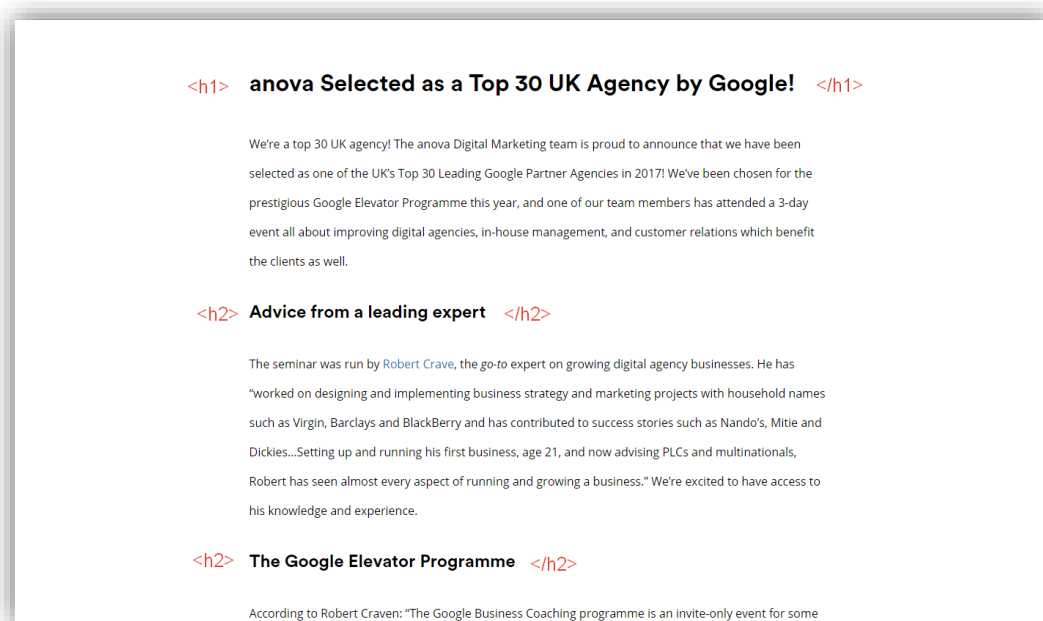 <h1> anova Selected as a Top 30 UK Agency by Google! </h1>
We're a top 30 UK agency! The anova Digital Marketing team is proud to announce that we have been
selected as one of the UK's Top 30 Leading Google Partner Agencies in 2017! We've been chosen for the
prestigious Google Elevator Programme this year, and one of our team members has attended a 3-day
event all about improving digital agencies, in-house management, and customer relations which benefit
the clients as well.
<h2> Advice from a leading expert </h2>
The seminar was run by Robert Crave, the go-to expert on growing digital agency businesses. He has
“worked on designing and implementing business strategy and marketing projects with household names
such as Virgin, Barclays and BlackBerry and has contributed to success stories such as Nando's, Mitie and
Dickies...Setting up and running his first business, age 21, and now advising PLCs and multinationals,
Robert has seen almost every aspect of running and growing a business.” We're excited to have access to
his knowledge and experience.
<h2> The Google Elevator Programme </h2>
According to Robert Craven: “The Google Business Coaching programme is an invite-only event for some